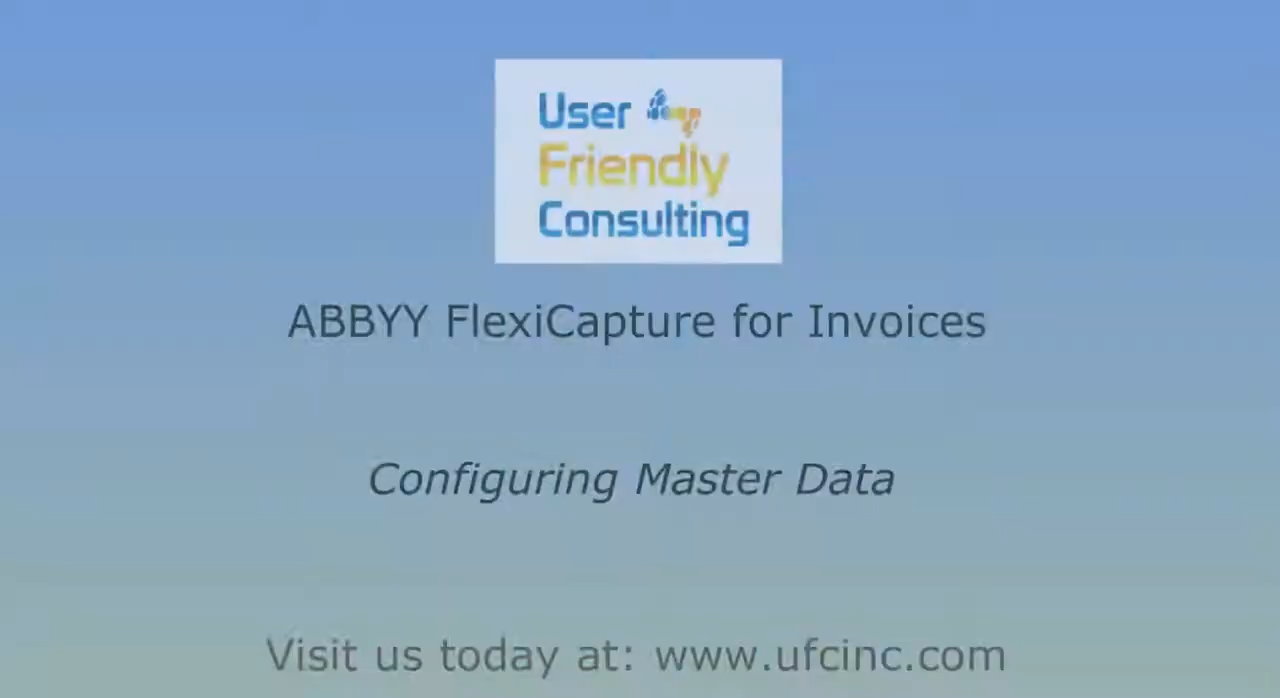 User
Friendly
Consulting
ABBYY FlexiCapture for Invoices
Configuring Master Data
Visit us today at: www.ufcinc.com